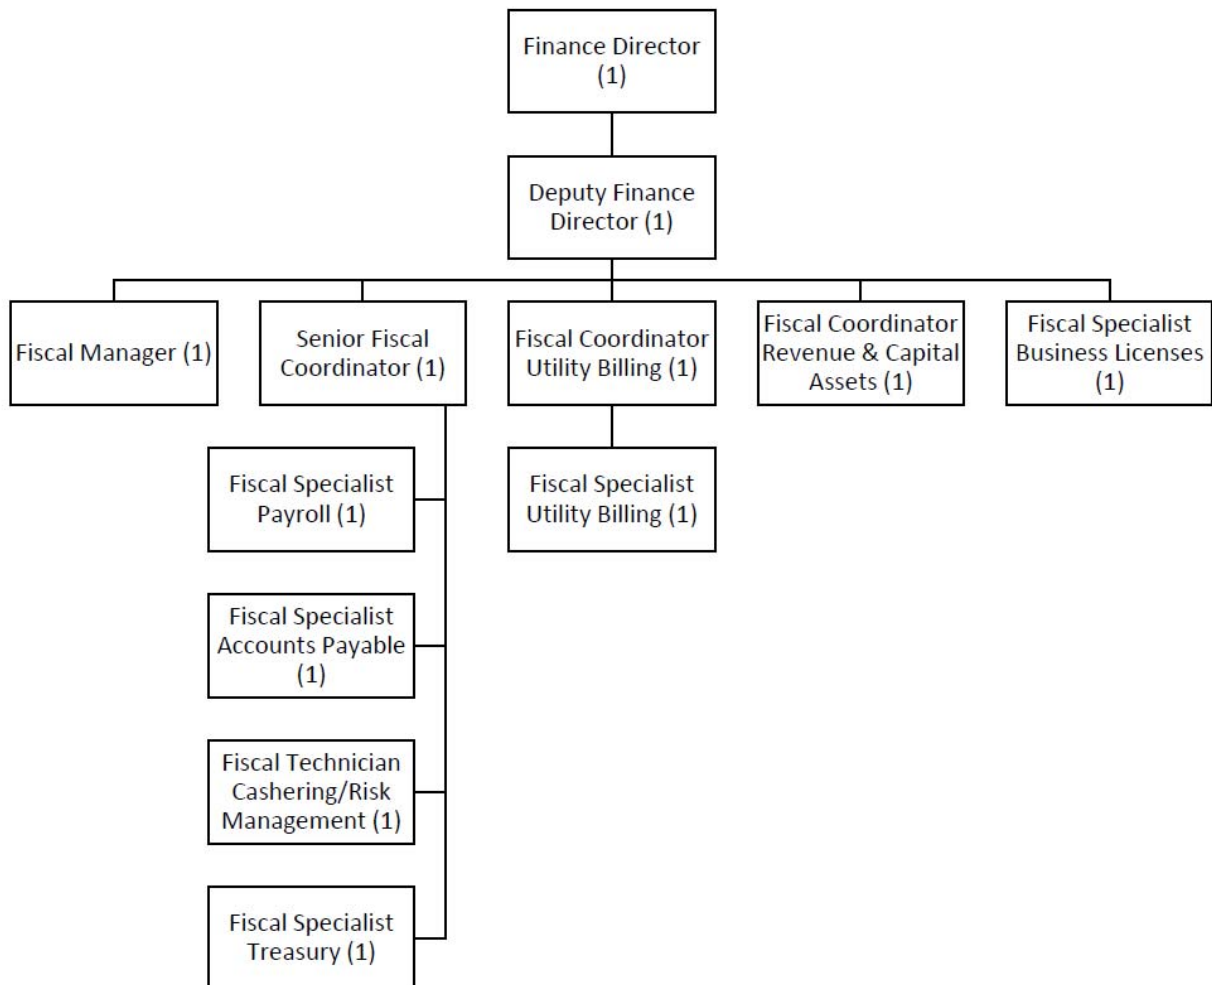 Finance Director
(1)
Deputy Finance
Director (1)
Fiscal Manager (1)
Senior Fiscal
Coordinator (1)
Fiscal Coordinator
Utility Billing (1)
Fiscal Coordinator
Revenue & Capital
Assets (1)
Fiscal Specialist
Business Licenses
(1)
Fiscal Specialist
Payroll (1)
Fiscal Specialist
Utility Billing (1)
Fiscal Specialist
Accounts Payable
(1)
Fiscal Technician
Cashering/Risk
Management (1)
Fiscal Specialist
Treasury (1)